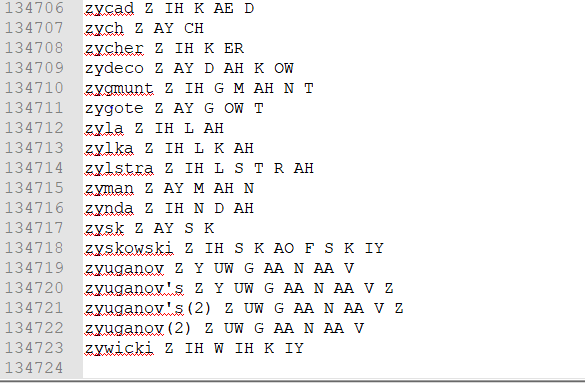 134706 zycad Z IH K AE D
134707 zych Z AY CH
134708 zycher Z IH K ER
134709 zydeco Z AY D AH K OW
134710 zygmunt Z IH G M AH N T
134711 zygote Z AY G OW T
134712 zyla Z IH L AH
134713 zylka Z IH L K AH
134714 zylstra Z IH L S T R AH
134715 zyman Z AY M AH N
134716 zynda Z IH N D AH
134717 zysk Z AY S K
134718 zyskowski Z IH S K AO F S K IY
134719 zyuganov Z Y UW G AA N AA V
134720 zyuganov's Z Y UW G AA N AA V Z
134721 zyuganov's(2) Z UW G AA N AA V Z
134722 zyuganov(2) Z UW G AA N AA V
134723 zywicki Z IH W IH K IY
134724